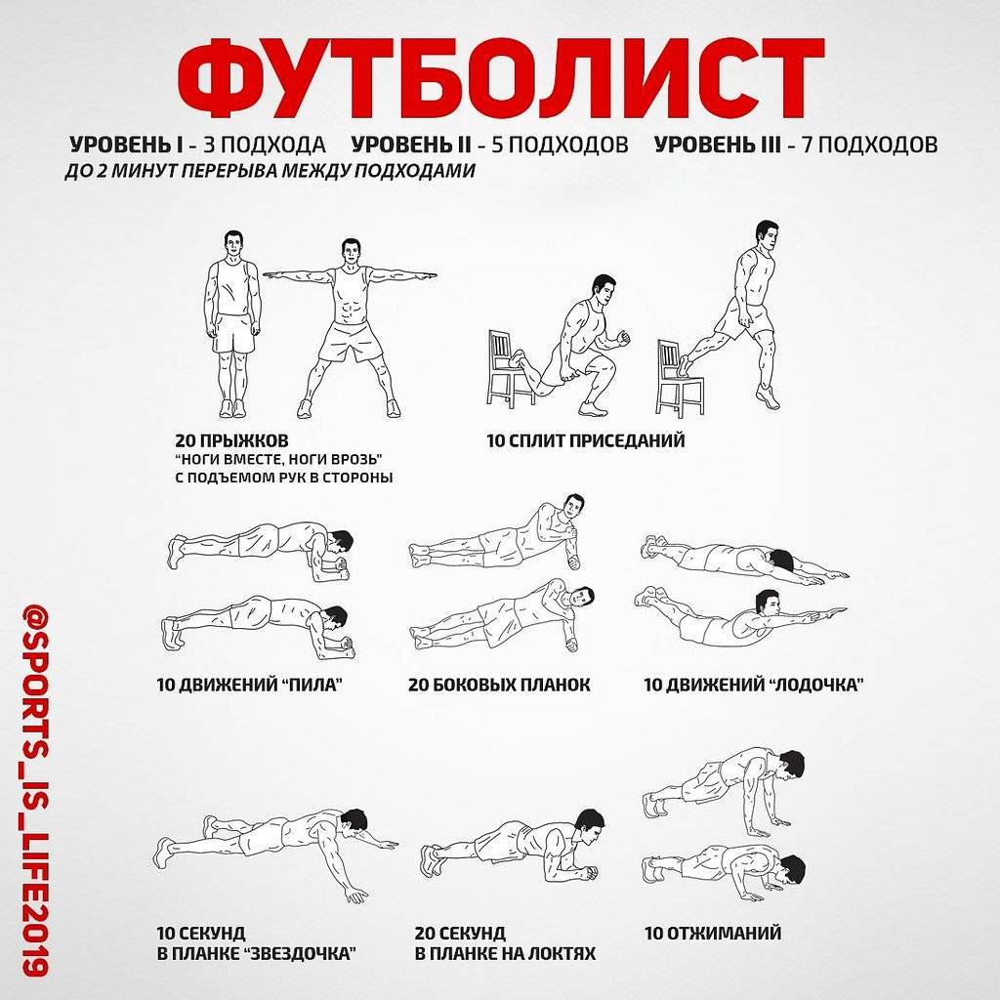 ФУТБОЛИСТ
УРОВЕНЬ I - 3 ПОДХОДА УРОВЕНЬ II - 5 ПОДХОДОВ УРОВЕНЬ III - 7 ПОДХОДОВ
ДО 2 МИНУТ ПЕРЕРЫВА МЕЖДУ ПОДХОДАМИ
20 ПРЫЖКОВ
“НОГИ ВМЕСТЕ, НОГИ ВРОЗЬ”
С ПОДЪЕМОМ РУК В СТОРОНЫ
10 СПЛИТ ПРИСЕДАНИЙ
10 ДВИЖЕНИЙ “ПИЛА”
20 БОКОВЫХ ПЛАНОК
10 ДВИЖЕНИЙ “ЛОДОЧКА”
10 СЕКУНД
В ПЛАНКЕ “ЗВЕЗДОЧКА”
20 СЕКУНД
В ПЛАНКЕ НА ЛОКТЯХ
10 ОТЖИМАНИЙ
@SPORTS_IS_LIFE2019